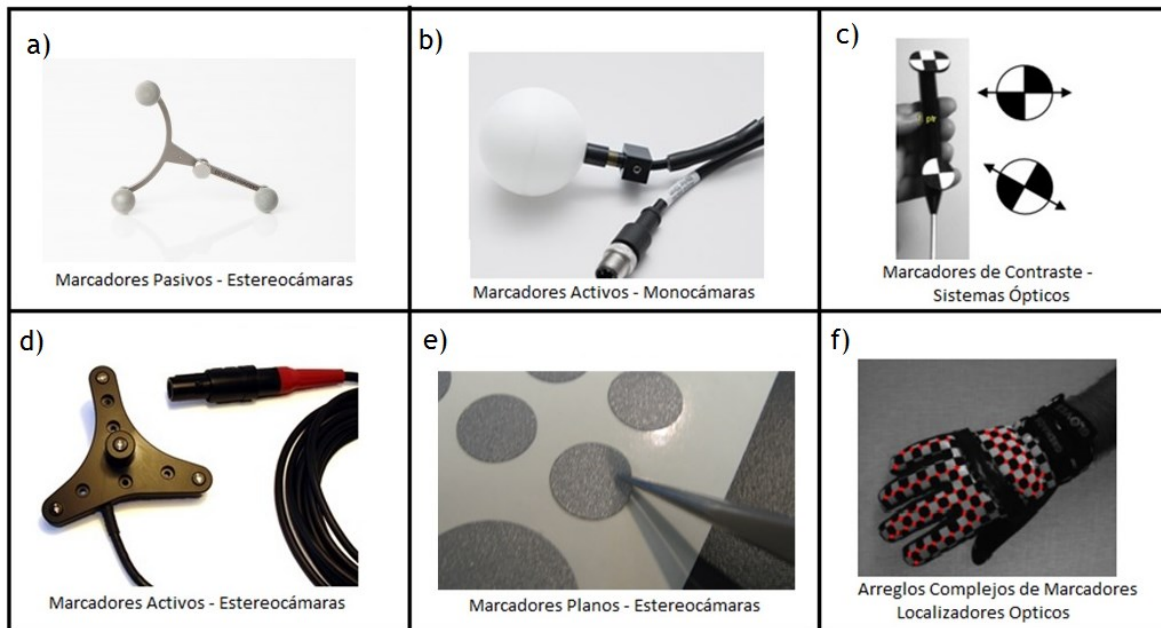 a)
Marcadores Pasivos - Estereocámaras
b)
Marcadores Activos - Monocámaras
c)
ptr
Marcadores de Contraste -
Sistemas Ópticos
d)
Marcadores Activos - Estereocámaras
e)
Marcadores Planos - Estereocámaras
f)
Arreglos Complejos de Marcadores
Localizadores Opticos